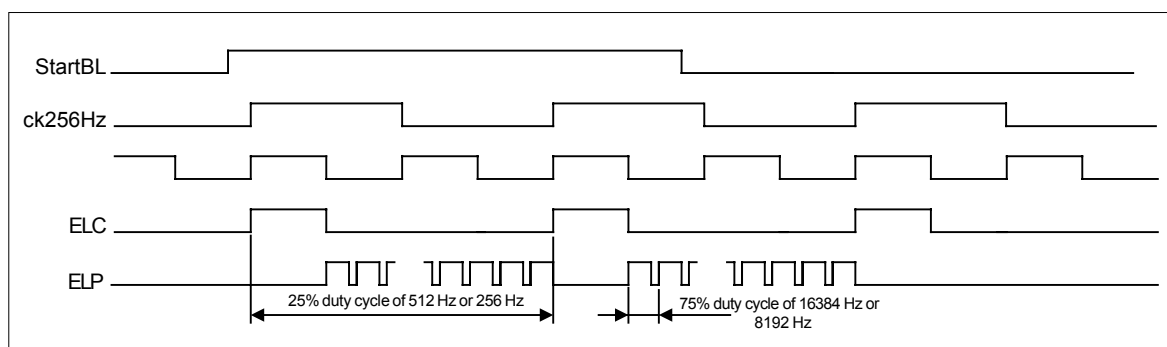 StartBL
ck256Hz
ELC
ELP
25% duty cycle of 512 Hz or 256 Hz
75% duty cycle of 16384 Hz or
8192 Hz